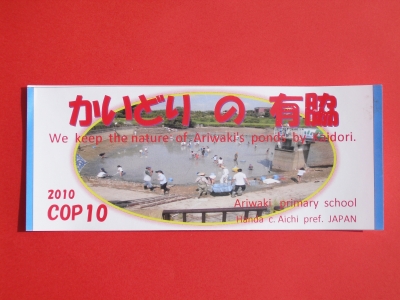 かいどり の 有脇
We keep the nature of Ariwaki's ponds by Kaidori.
2010
COP10
Ariwaki primary school
Handa c. Aichi pref. JAPAN